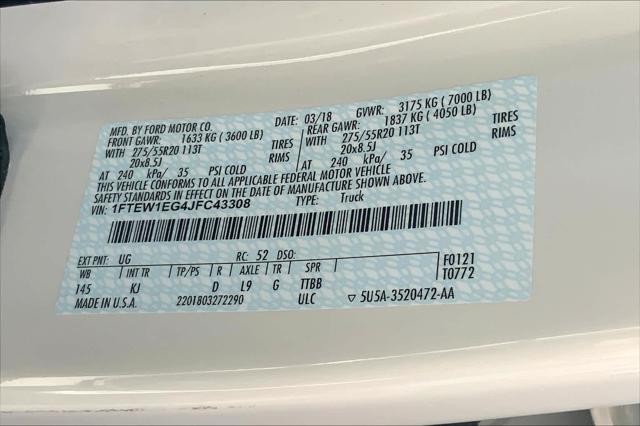 MFD. BY FORD MOTOR CO. DATE: 03/18 GVWR: 3175 KG ( 7000 LB)
FRONT GAWR: 1633 KG ( 3600 LB) REAR GAWR: 1837 KG ( 4050 LB)
WITH 275/55R20 113T TIRES WITH 275/55R20 113T TIRES
20x8.5J RIMS 20x8.5J RIMS
AT 240 kPa/ 35 PSI COLD AT 240 kPa/ 35 PSI COLD
THIS VEHICLE CONFORMS TO ALL APPLICABLE FEDERAL MOTOR VEHICLE
SAFETY STANDARDS IN EFFECT ON THE DATE OF MANUFACTURE SHOWN ABOVE.
VIN: 1FTEW1EG4JFC43308 TYPE: Truck
EXT PNT: UG RC: 52 DSO: F0121
WB INT TR TP/PS R AXLE TR SPR T0772
145 KJ D L9 G TTBB
MADE IN U.S.A. 2201803272290 ULC ▽ 5U5A-3520472-AA